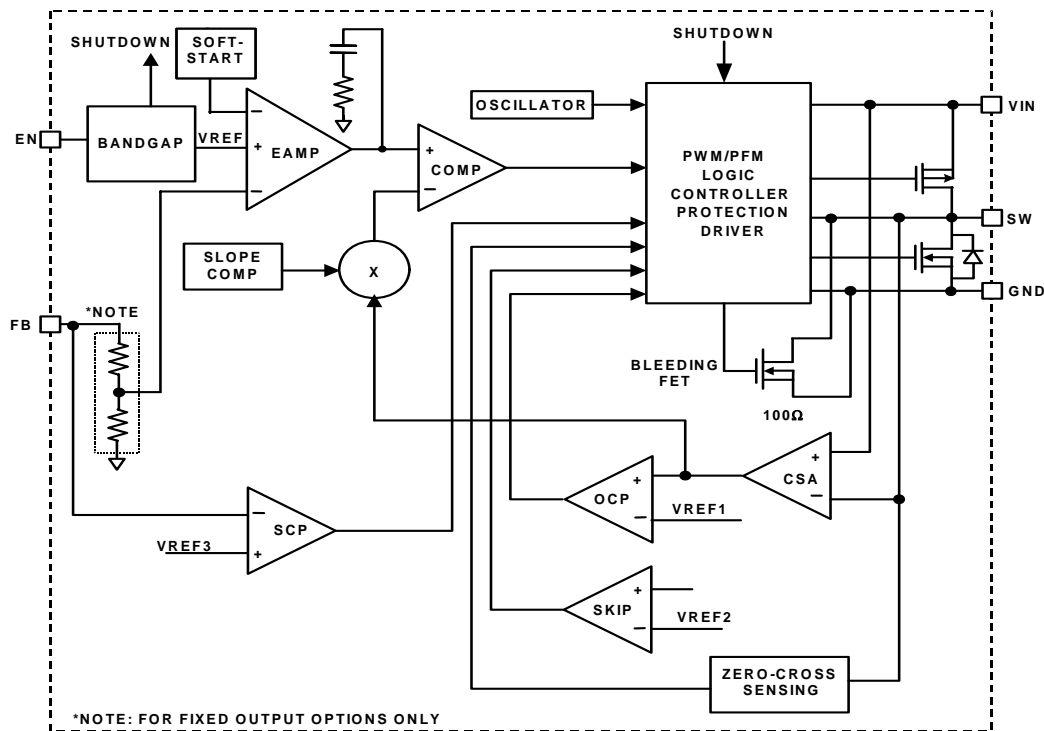 SHUTDOWN
SOFT-
START
SHUTDOWN
OSCILLATOR
VIN
EN
BANDGAP
VREF
−
+
−
EAMP
+
−
COMP
PWM/PFM
LOGIC
CONTROLLER
PROTECTION
DRIVER
SW
SLOPE
COMP
X
GND
*NOTE
FB
BLEEDING
FET
100Ω
+
−
CSA
OCP
+
−
VREF1
−
+
SCP
VREF3
SKIP
+
−
VREF2
ZERO-CROSS
SENSING
*NOTE: FOR FIXED OUTPUT OPTIONS ONLY